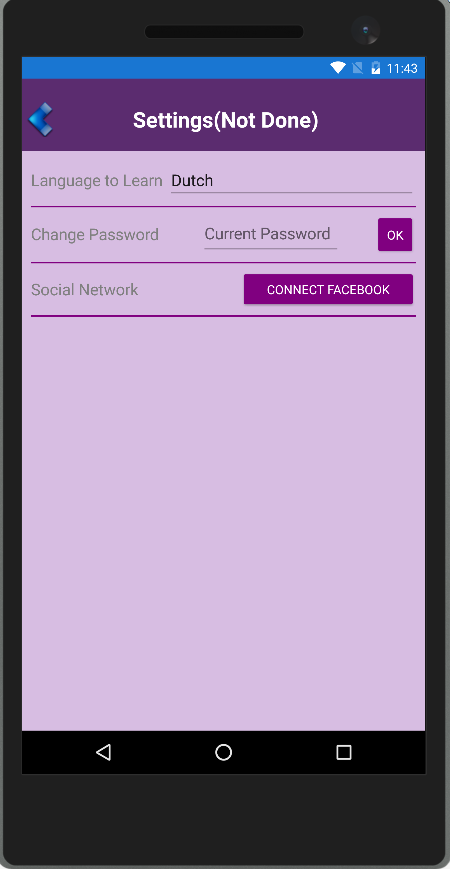 11:43
Settings(Not Done)
Language to Learn Dutch
Change Password Current Password OK
Social Network CONNECT FACEBOOK